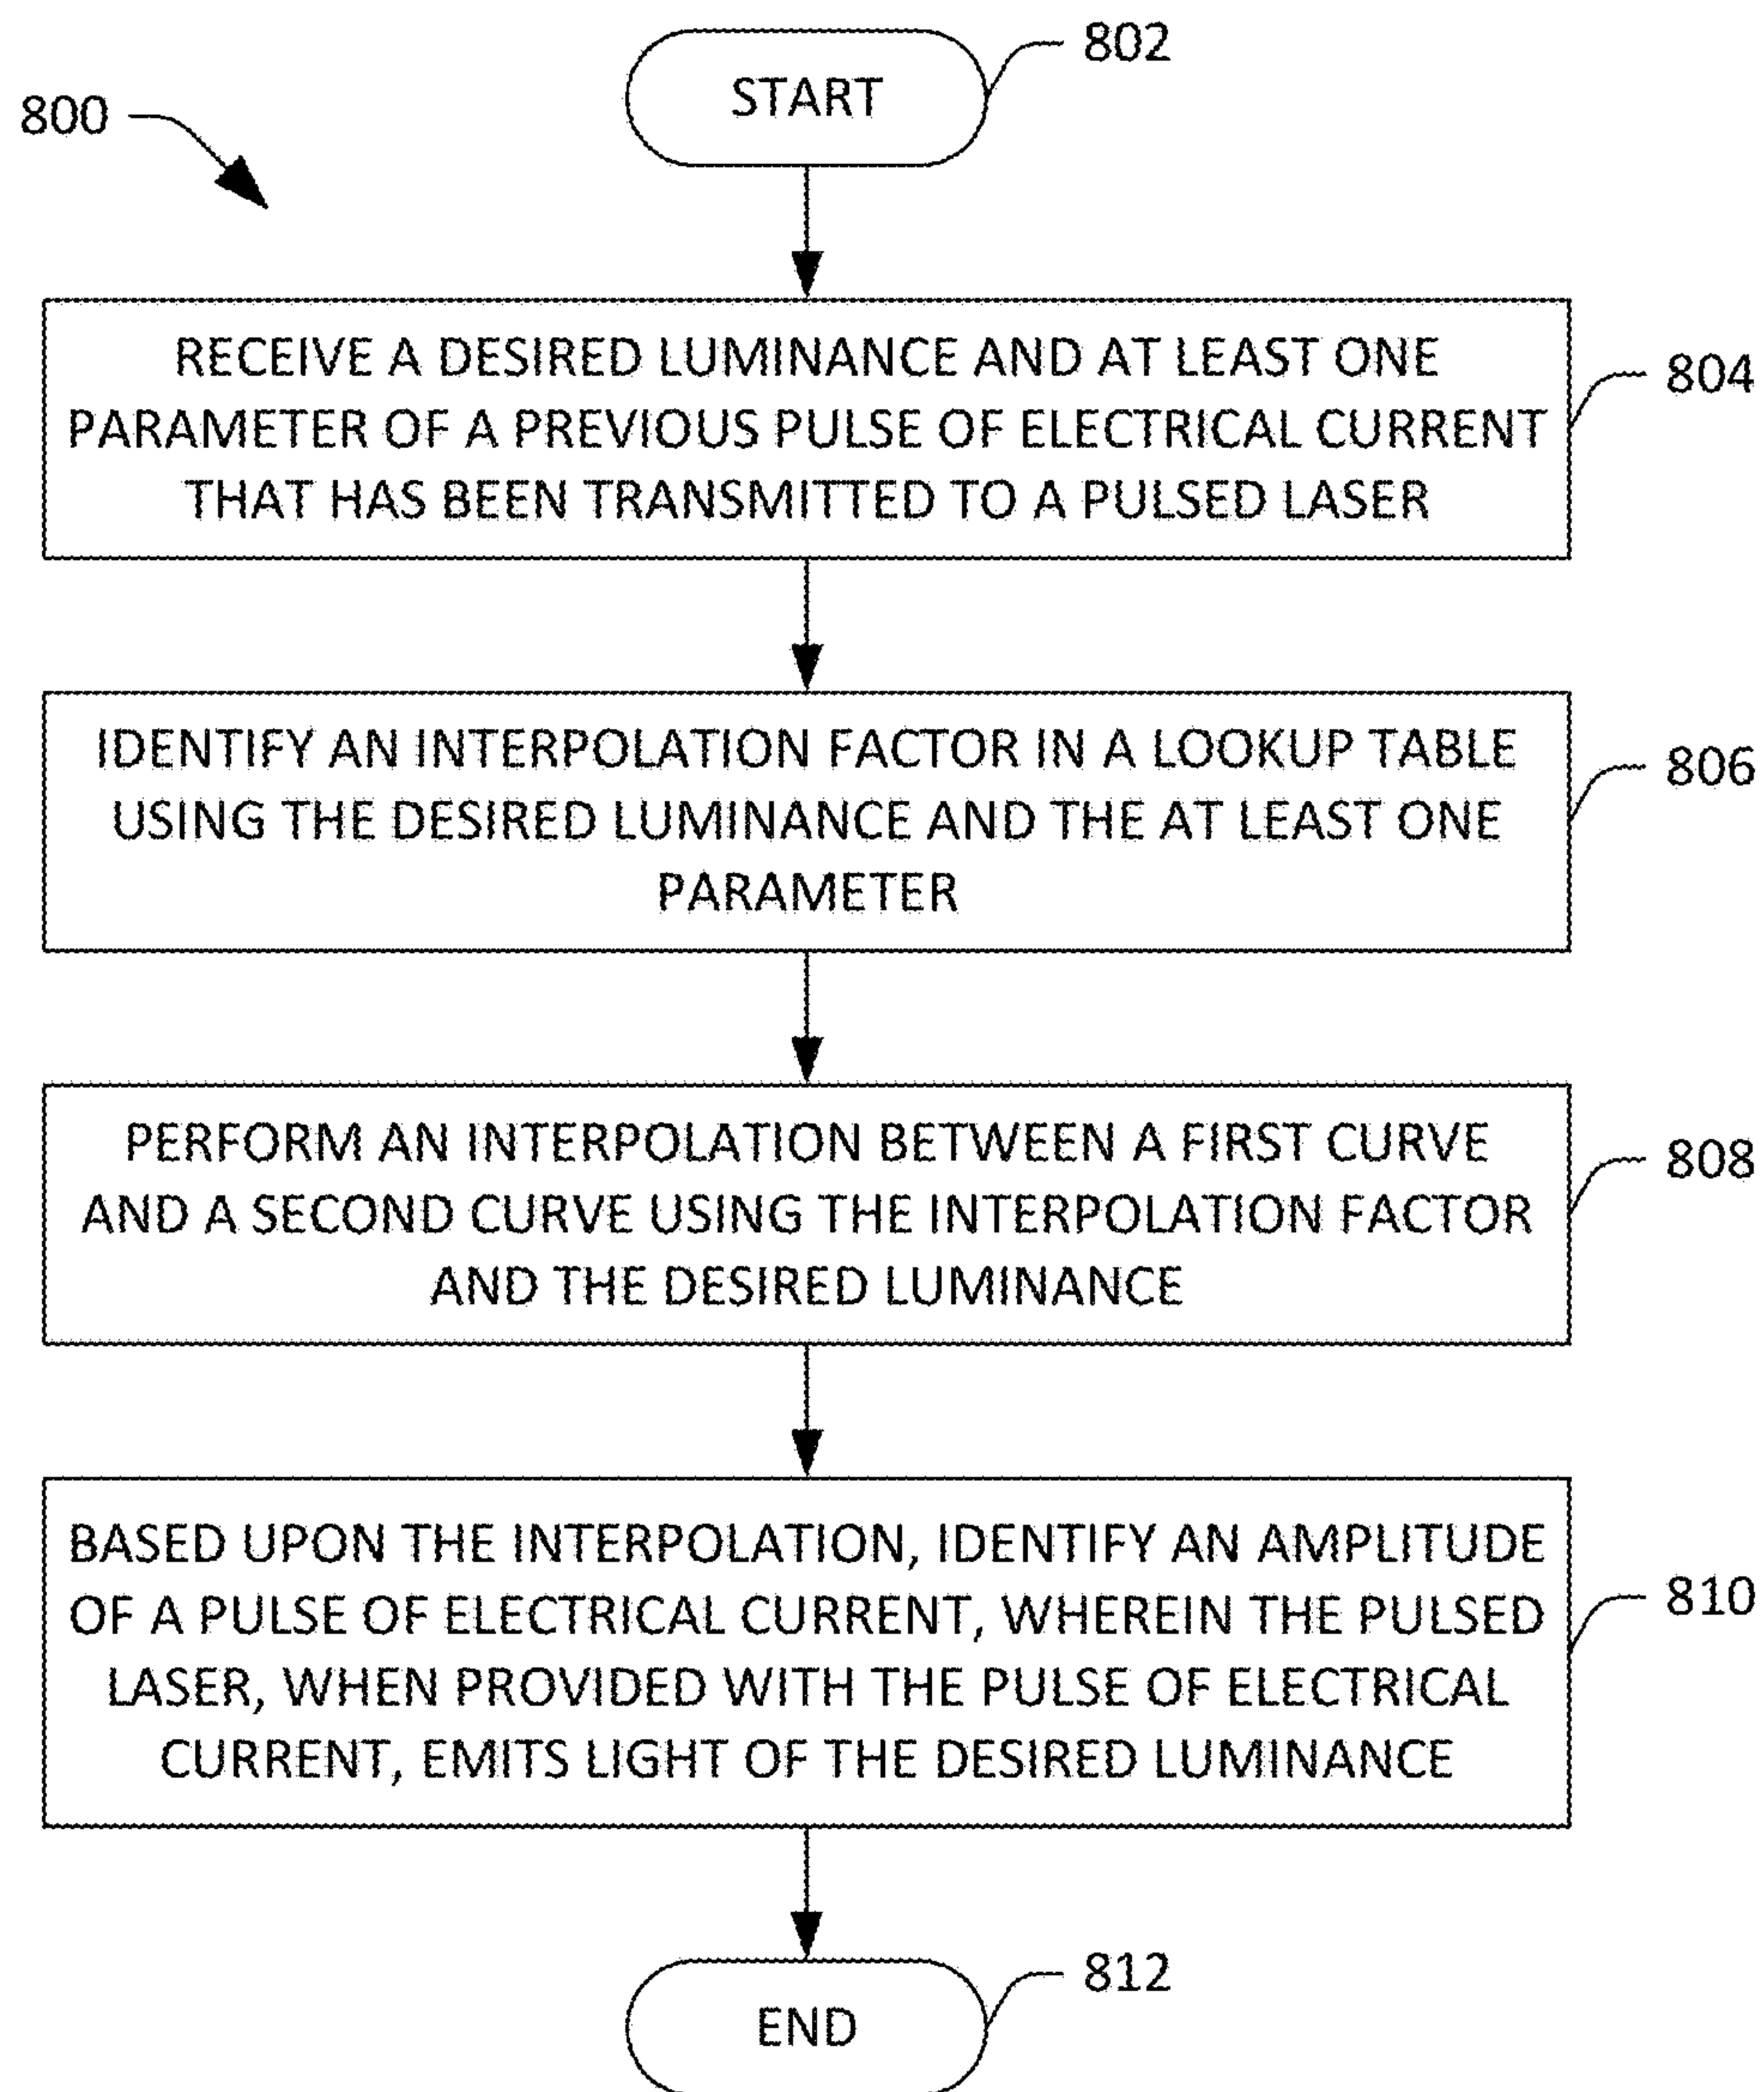 802
START
800
RECEIVE A DESIRED LUMINANCE AND AT LEAST ONE
PARAMETER OF A PREVIOUS PULSE OF ELECTRICAL CURRENT
THAT HAS BEEN TRANSMITTED TO A PULSED LASER
804
IDENTIFY AN INTERPOLATION FACTOR IN A LOOKUP TABLE
USING THE DESIRED LUMINANCE AND THE AT LEAST ONE
PARAMETER
806
PERFORM AN INTERPOLATION BETWEEN A FIRST CURVE
AND A SECOND CURVE USING THE INTERPOLATION FACTOR
AND THE DESIRED LUMINANCE
808
BASED UPON THE INTERPOLATION, IDENTIFY AN AMPLITUDE
OF A PULSE OF ELECTRICAL CURRENT, WHEREIN THE PULSED
LASER, WHEN PROVIDED WITH THE PULSE OF ELECTRICAL
CURRENT, EMITS LIGHT OF THE DESIRED LUMINANCE
810
812
END